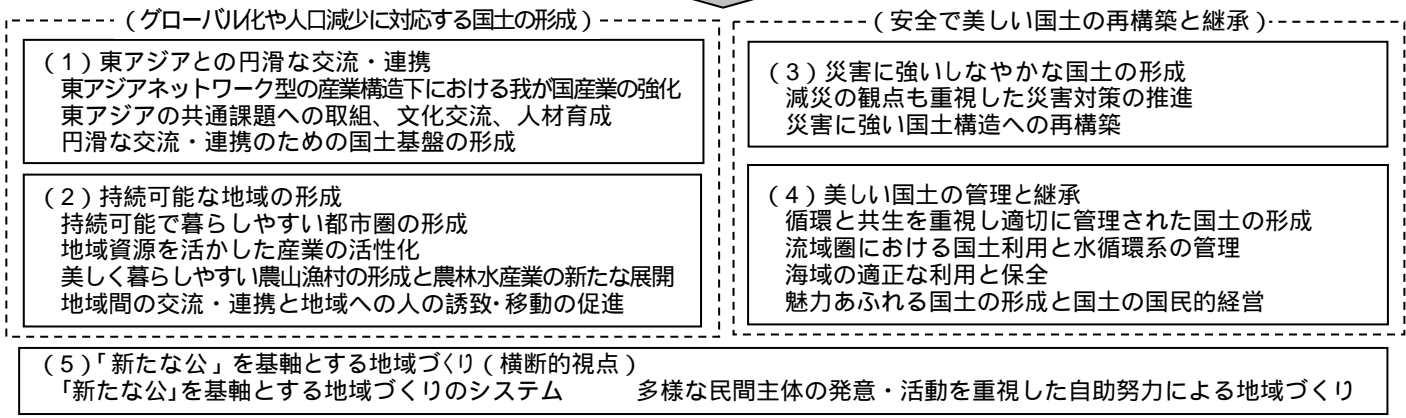 (グローバル化や人口減少に対応する国土の形成)
(1)東アジアとの円滑な交流・連携
東アジアネットワーク型の産業構造下における我が国産業の強化
東アジアの共通課題への取組、文化交流、人材育成
円滑な交流・連携のための国土基盤の形成
(2)持続可能な地域の形成
持続可能で暮らしやすい都市圏の形成
地域資源を活かした産業の活性化
美しく暮らしやすい農山漁村の形成と農林水産業の新たな展開
地域間の交流・連携と地域への人の誘致・移動の促進
(安全で美しい国土の再構築と継承)
(3)災害に強いしなやかな国土の形成
減災の観点も重視した災害対策の推進
災害に強い国土構造への再構築
(4)美しい国土の管理と継承
循環と共生を重視し適切に管理された国土の形成
流域圏における国土利用と水循環系の管理
海域の適正な利用と保全
魅力あふれる国土の形成と国土の国民的経営
(5)「新たな公」を基軸とする地域づくり(横断的視点)
「新たな公」を基軸とする地域づくりのシステム 多様な民間主体の発意・活動を重視した自助努力による地域づくり